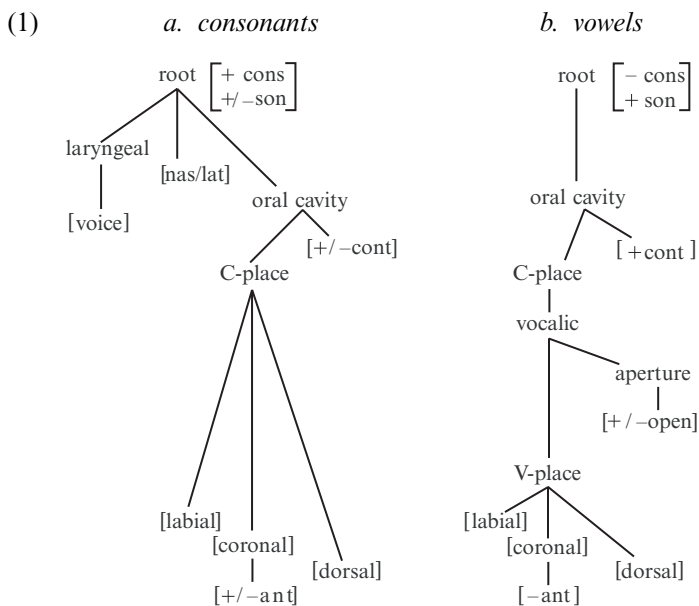 (1) a. consonants b. vowels
root [ + cons root [ – cons
+/–son ] + son ]
laryngeal
[nas/lat]
oral cavity oral cavity
[voice]
[+/–cont] [+cont ]
C-place C-place
vocalic
aperture
[+/–open]
V-place
[labial] [labial]
[coronal] [coronal]
[dorsal] [dorsal]
[+/–ant] [–ant]